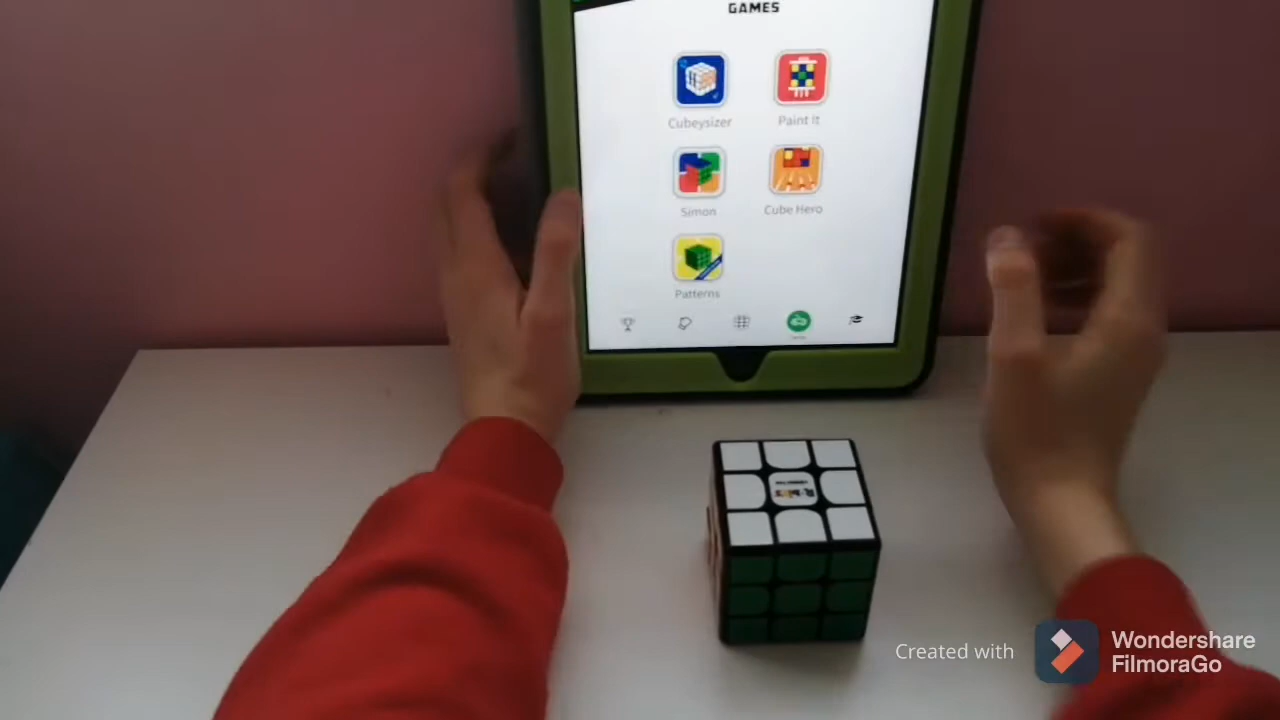 GAMES
Cubeysizer
Paint It
Simon
Cube Hero
Patterns
Created with
Wondershare
FilmoraGo